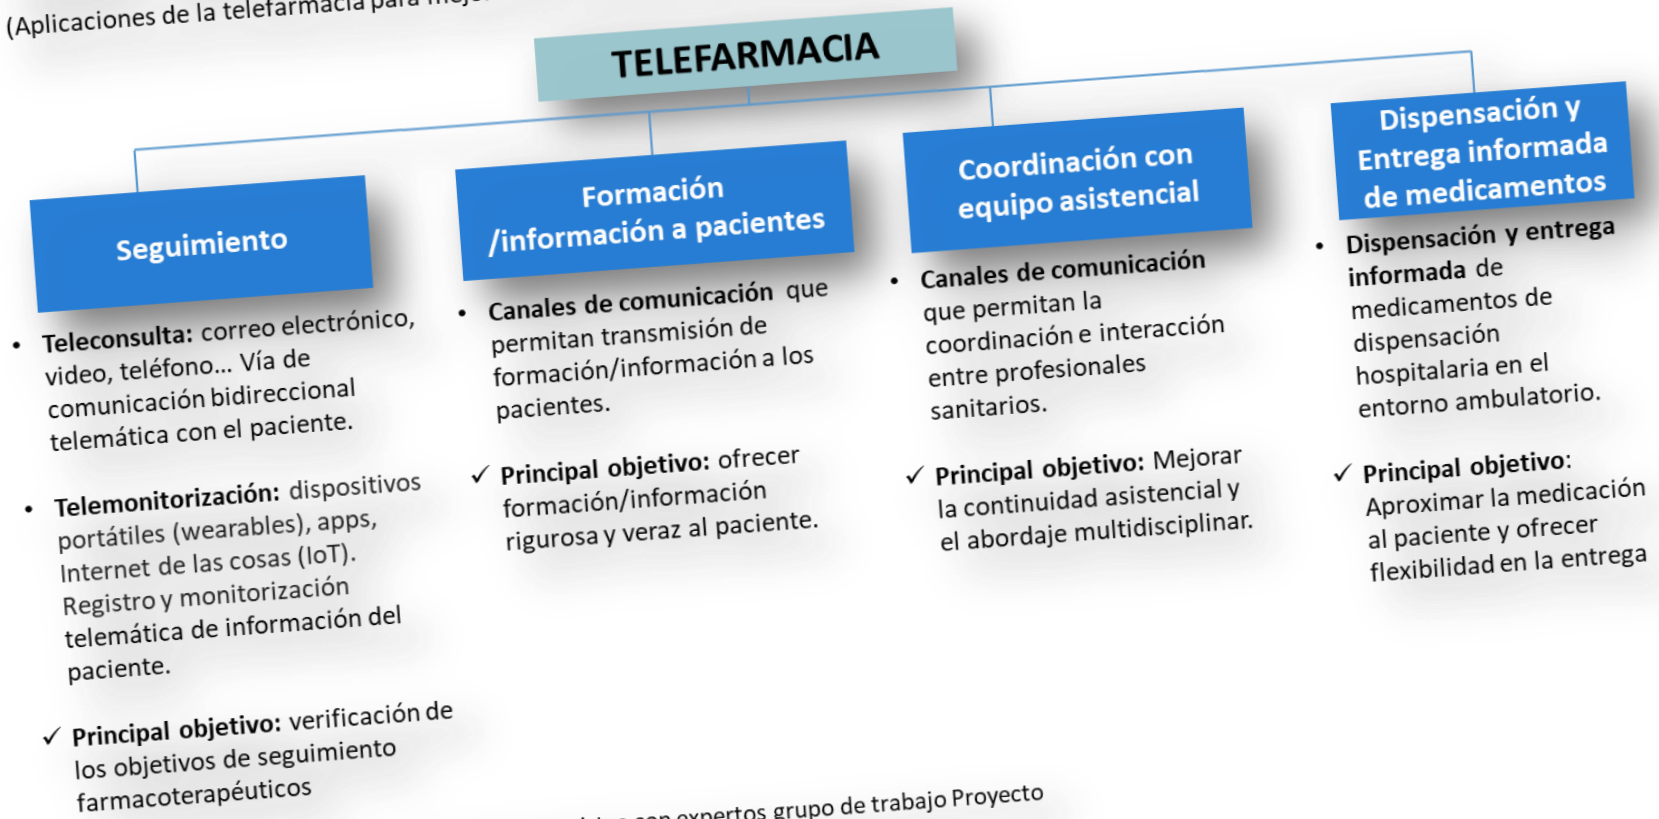 (Aplicaciones de la telefarmacia para
TELEFARMACIA
Seguimiento
• Teleconsulta: correo electrónico,
video, teléfono... Vía de
comunicación bidireccional
telemática con el paciente.
• Telemonitorización: dispositivos
portátiles (wearables), apps,
Internet de las cosas (IoT).
Registro y monitorización
telemática de información del
paciente.
✓ Principal objetivo: verificación de
los objetivos de seguimiento
farmacoterapéuticos
Formación
/información a pacientes
• Canales de comunicación que
permitan transmisión de
formación/información a los
pacientes.
✓ Principal objetivo: ofrecer
formación/información
rigurosa y veraz al paciente.
Coordinación con
equipo asistencial
• Canales de comunicación
que permitan la
coordinación e interacción
entre profesionales
sanitarios.
✓ Principal objetivo: Mejorar
la continuidad asistencial y
el abordaje multidisciplinar.
Dispensación y
Entrega informada
de medicamentos
• Dispensación y entrega
informada de
medicamentos de
dispensación
hospitalaria en el
entorno ambulatorio.
✓ Principal objetivo:
Aproximar la medicación
al paciente y ofrecer
flexibilidad en la entrega
con expertos grupo de trabajo Proyecto